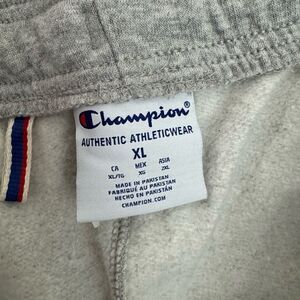 Champion®
AUTHENTIC ATHLETICWEAR
XL
CA MEX ASIA
XL/TG XG 2XL
MADE IN PAKISTAN
FABRIQUÉ AU PAKISTAN
HECHO EN PAKISTÁN
CHAMPION.COM